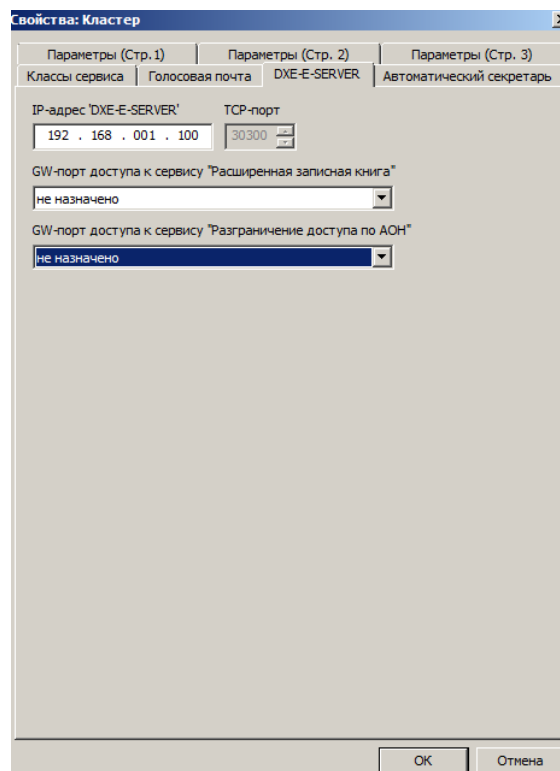 Свойства: Кластер
Параметры (Стр.1) Параметры (Стр. 2) Параметры (Стр. 3)
Классы сервиса Голосовая почта DXE-E-SERVER Автоматический секретарь
IP-адрес 'DXE-E-SERVER' TCP-порт
192 . 168 . 001 . 100 30300
GW-порт доступа к сервису "Расширенная записная книга"
не назначено
GW-порт доступа к сервису "Разграничение доступа по АОН"
не назначено
OK Отмена